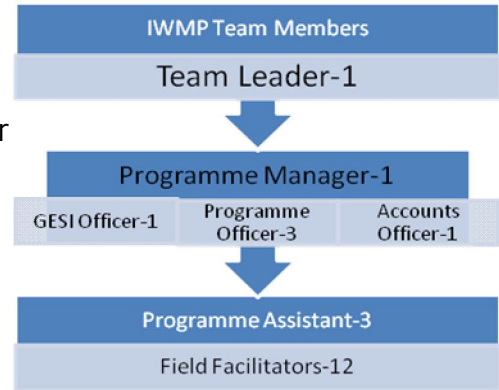 IWMP Team Members
Team Leader-1
r
Programme Manager-1
GESI Officer-1
Programme Officer-3
Accounts Officer-1
Programme Assistant-3
Field Facilitators-12